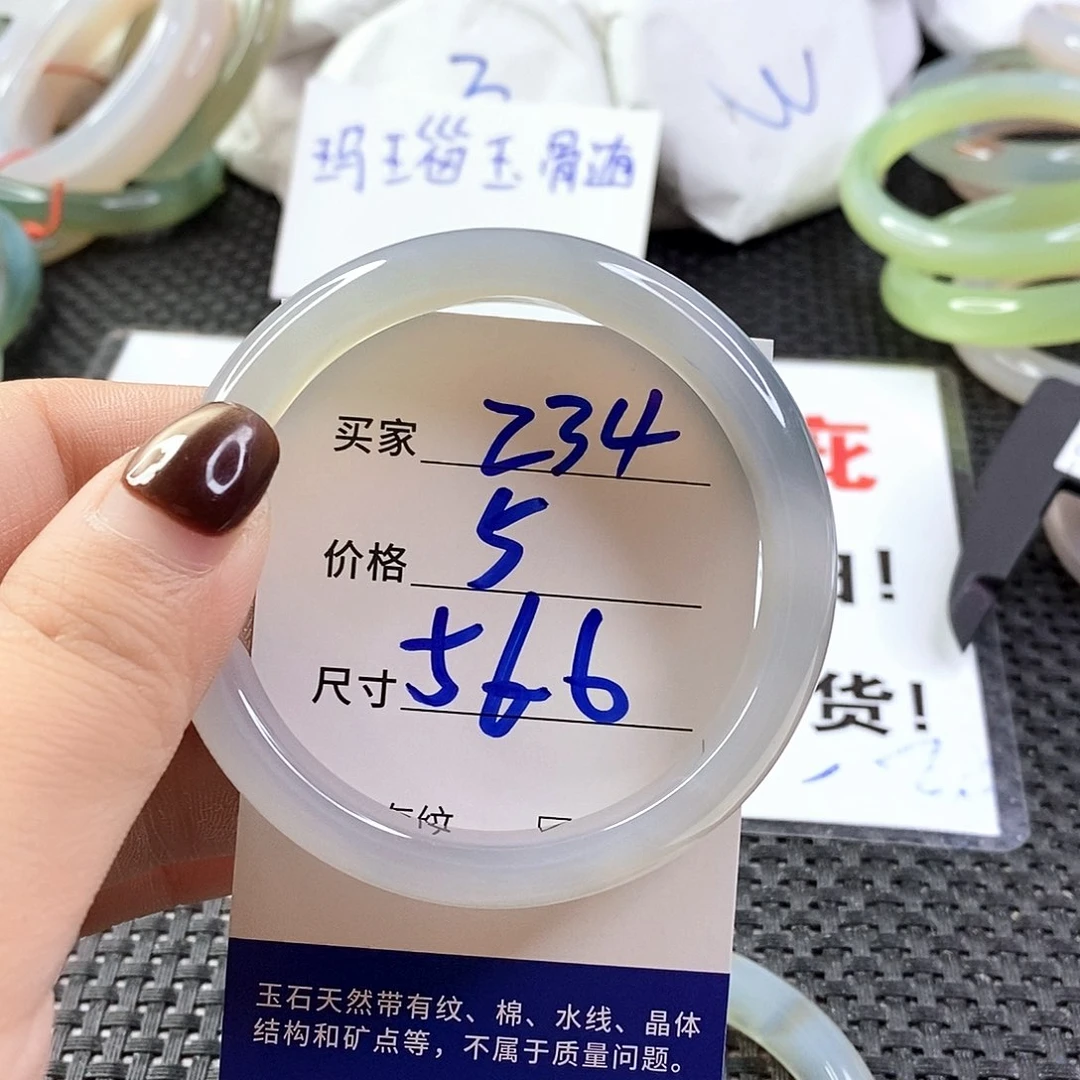 玛瑙玉骨髓
买家 234
价格 5
尺寸 566
玉石天然带有纹、棉、水线、晶体
结构和矿点等，不属于质量问题。
疵
！
货！